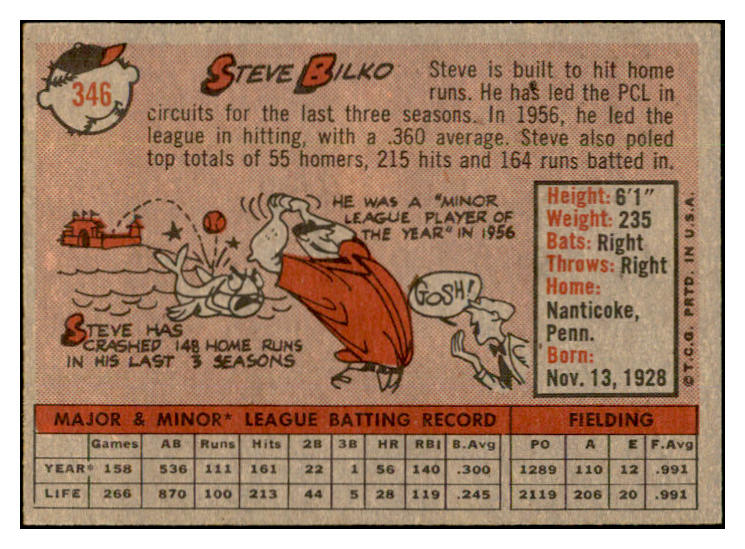 346
STEVE BILKO
Steve is built to hit home
runs. He has led the PCL in
circuits for the last three seasons. In 1956, he led the
league in hitting, with a .360 average. Steve also poled
top totals of 55 homers, 215 hits and 164 runs batted in.
HE WAS A "MINOR
LEAGUE PLAYER OF
THE YEAR" IN 1956
GOSH!
STEVE HAS
CRASHED 148 HOME RUNS
IN HIS LAST 3 SEASONS
Height: 6'1"
Weight: 235
Bats: Right
Throws: Right
Home:
Nanticoke,
Penn.
Born:
Nov. 13, 1928
© T.C.G. PRTD. IN U.S.A.
MAJOR & MINOR* LEAGUE BATTING RECORD FIELDING
Games AB Runs Hits 2B 3B HR RBI B.Avg PO A E F.Avg
YEAR* 158 536 111 161 22 1 56 140 .300 1289 110 12 .991
LIFE 266 870 100 213 44 5 28 119 .245 2119 206 20 .991